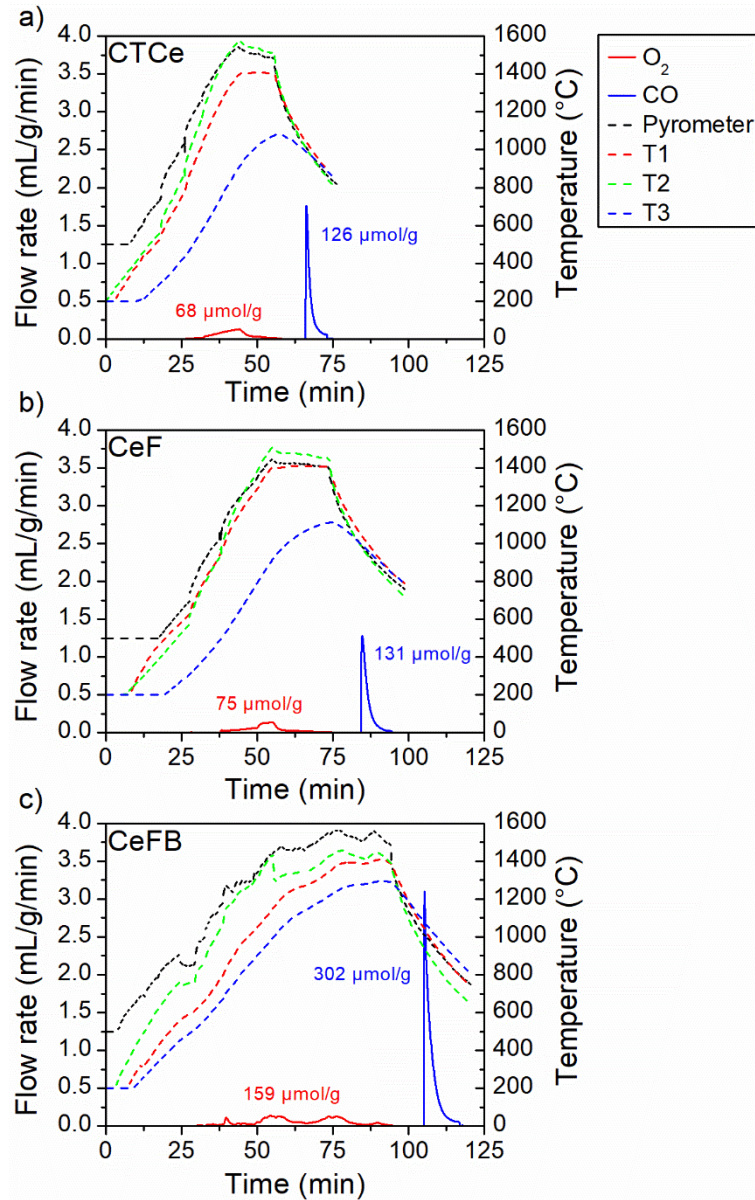 a)
CTCe
Flow rate (mL/g/min)
4.0
3.5
3.0
2.5
2.0
1.5
1.0
0.5
0.0
68 µmol/g
126 µmol/g
1600
1400
1200
1000
800
600
400
200
0
Temperature (°C)
0 25 50 75 100 125
Time (min)
O₂
CO
Pyrometer
T1
T2
T3
b)
CeF
Flow rate (mL/g/min)
4.0
3.5
3.0
2.5
2.0
1.5
1.0
0.5
0.0
75 µmol/g
131 µmol/g
1600
1400
1200
1000
800
600
400
200
0
Temperature (°C)
0 25 50 75 100 125
Time (min)
c)
CeFB
Flow rate (mL/g/min)
4.0
3.5
3.0
2.5
2.0
1.5
1.0
0.5
0.0
159 µmol/g
302 µmol/g
1600
1400
1200
1000
800
600
400
200
0
Temperature (°C)
0 25 50 75 100 125
Time (min)